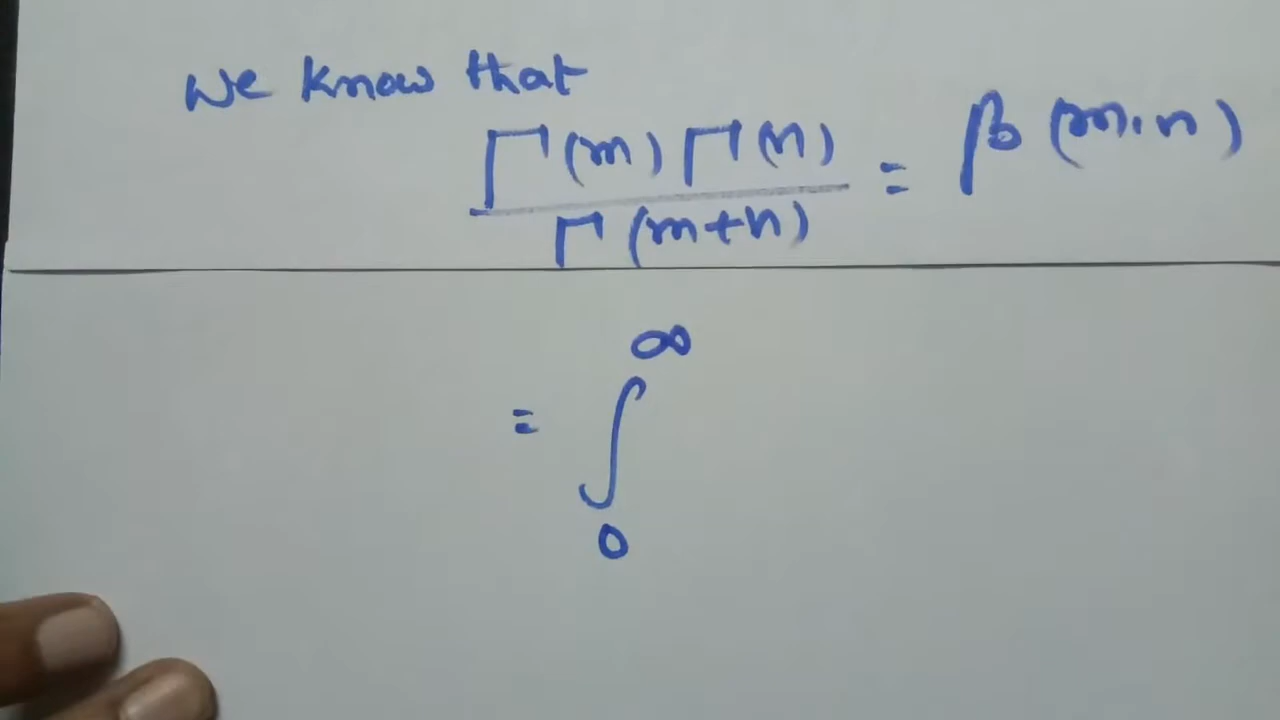 We know that
Γ(m) Γ(n) / Γ(m+n) = β(m,n)
= ∫₀^∞